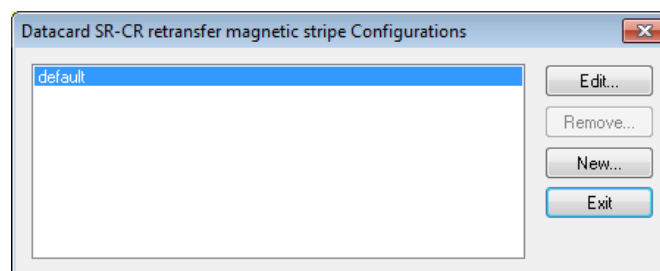 Datacard SR-CR retransfer magnetic stripe Configurations
default
Edit...
Remove...
New...
Exit